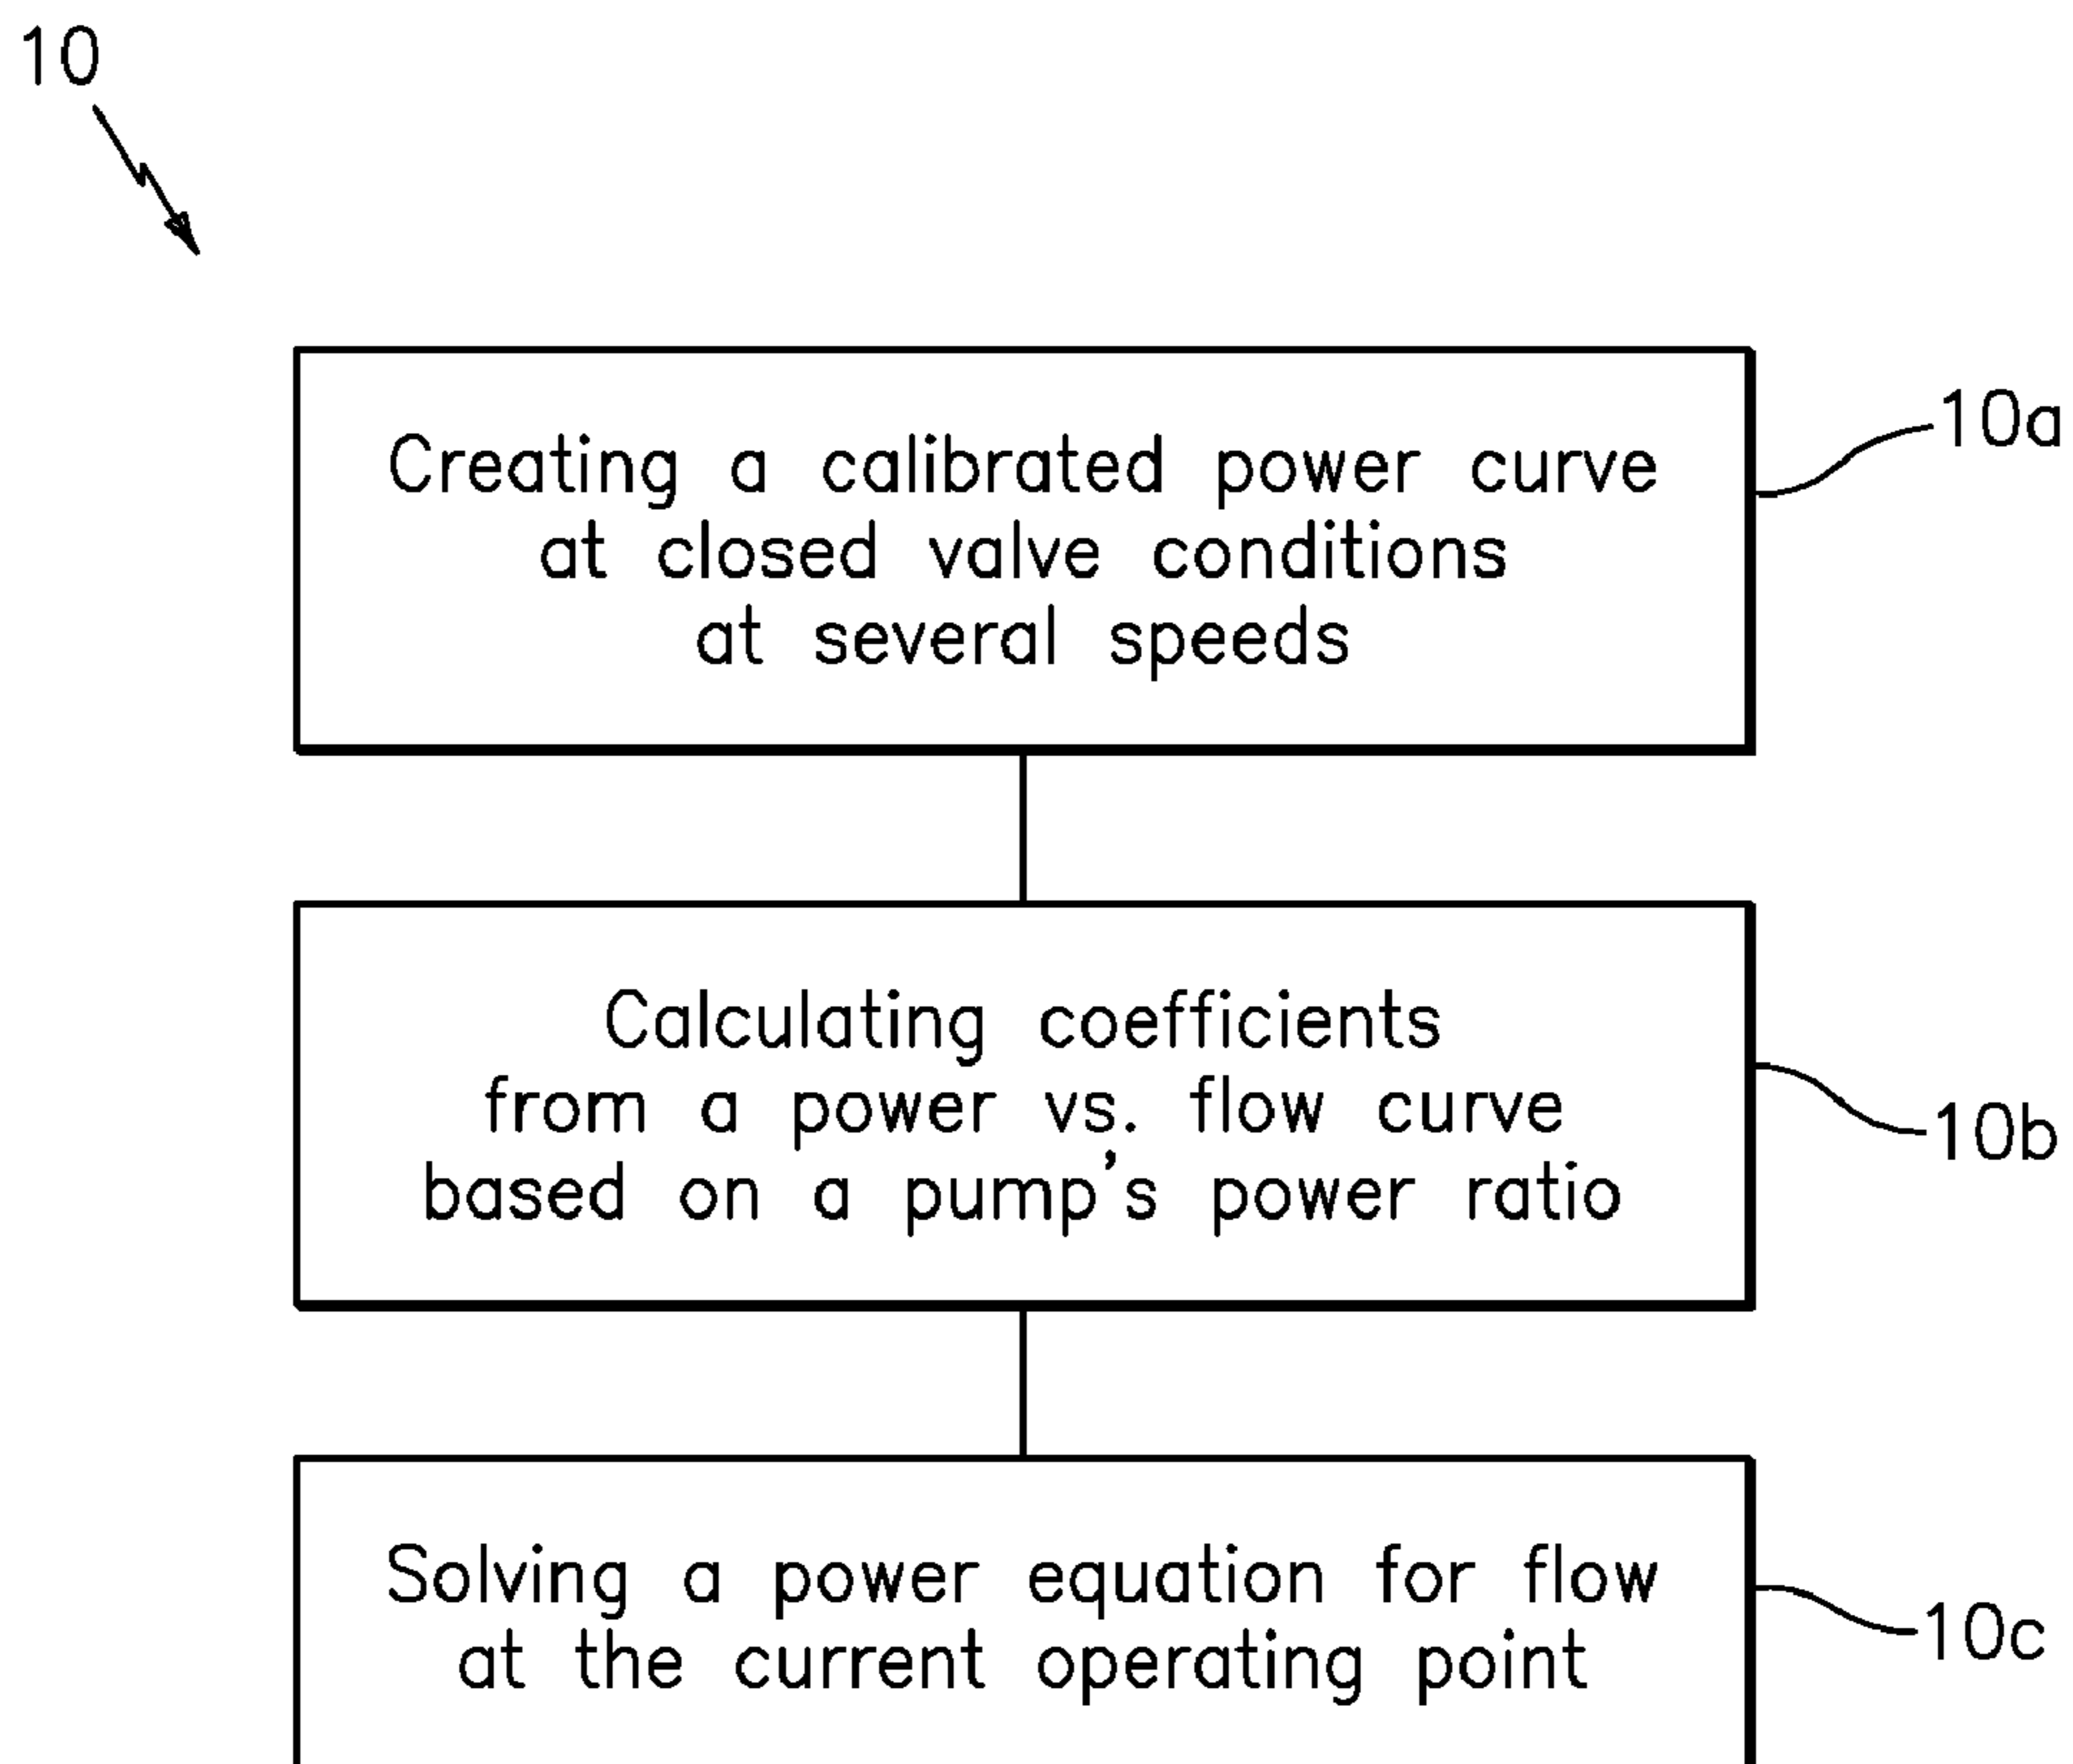 10
Creating a calibrated power curve
at closed valve conditions
at several speeds
10a
Calculating coefficients
from a power vs. flow curve
based on a pump's power ratio
10b
Solving a power equation for flow
at the current operating point
10c